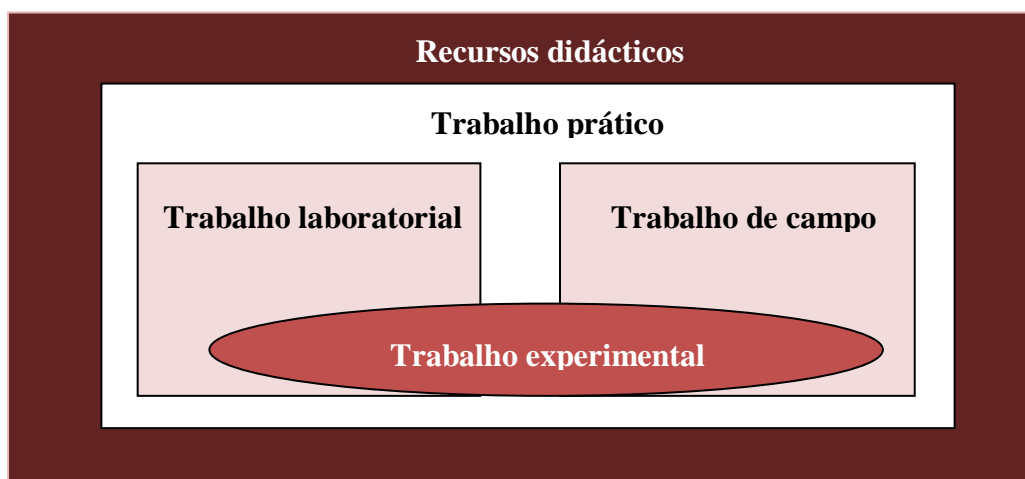 Recursos didácticos
Trabalho prático
Trabalho laboratorial
Trabalho de campo
Trabalho experimental